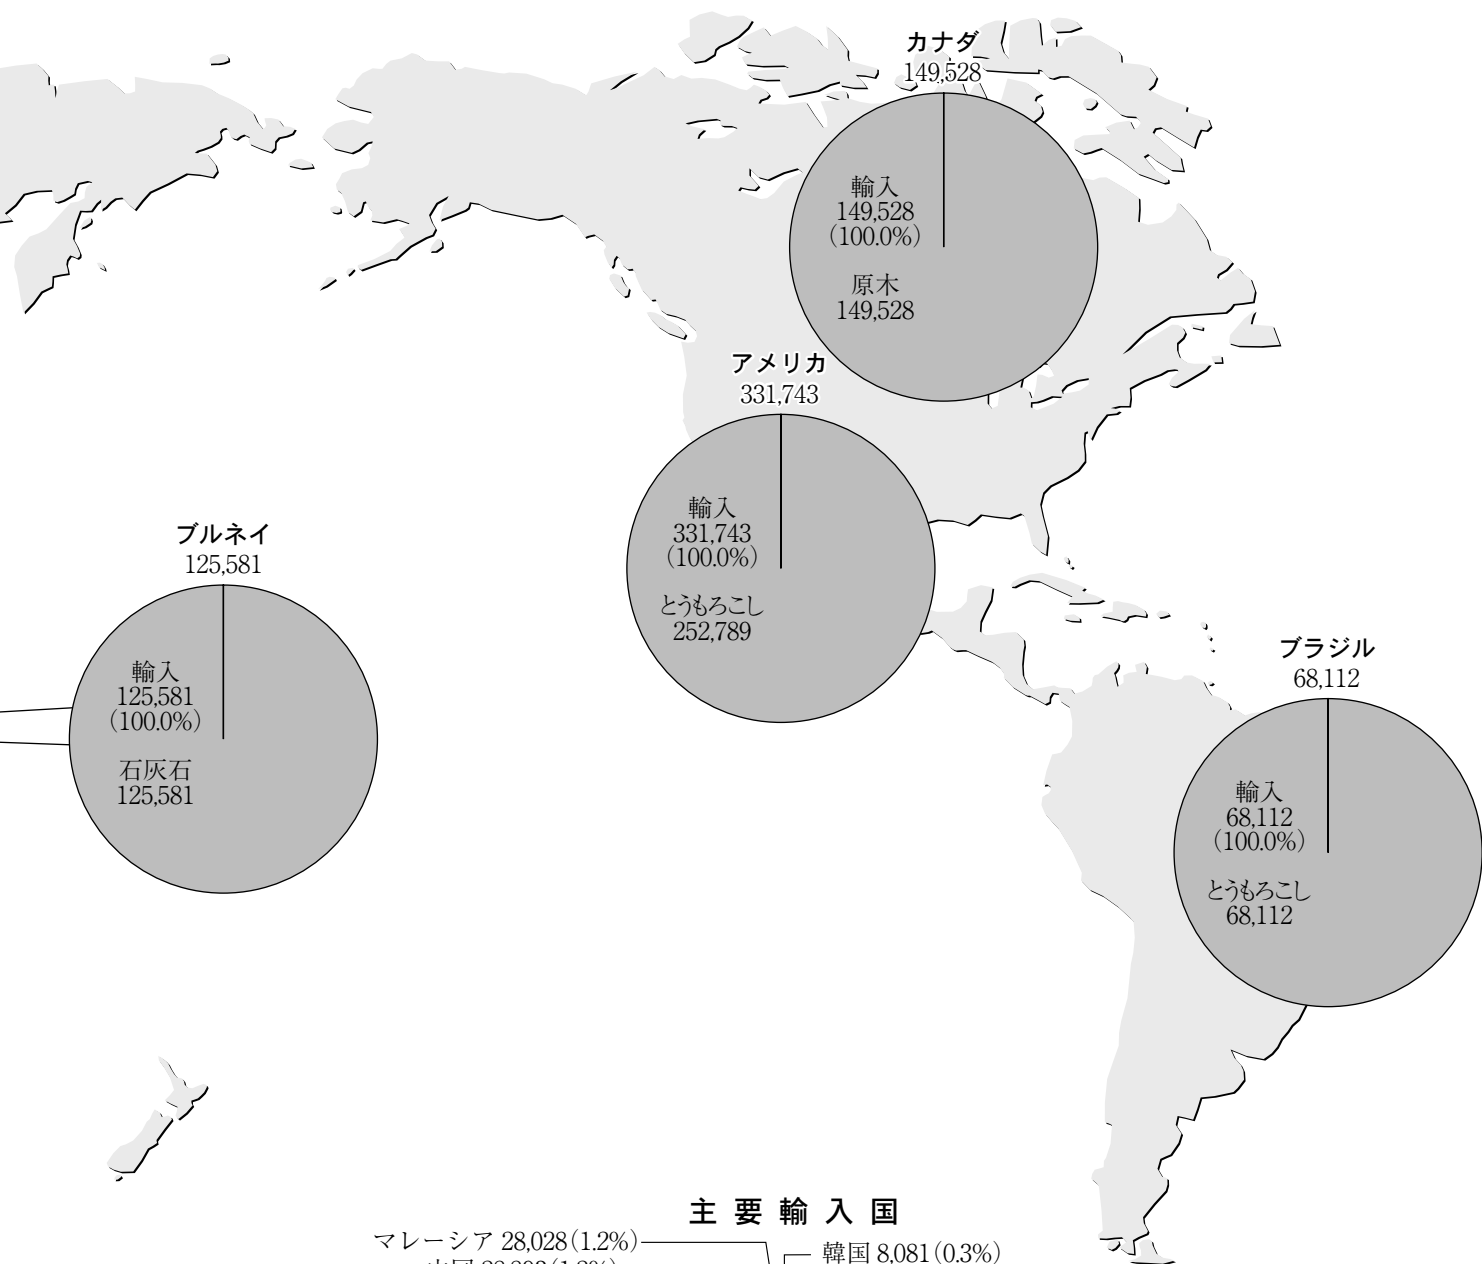 カナダ
149,528
輸入
149,528
(100.0%)
原木
149,528
アメリカ
331,743
輸入
331,743
(100.0%)
とうもろこし
252,789
ブルネイ
125,581
輸入
125,581
(100.0%)
石灰石
125,581
ブラジル
68,112
輸入
68,112
(100.0%)
とうもろこし
68,112
主要輸入国
マレーシア 28,028(1.2%)
韓国 8,081(0.3%)